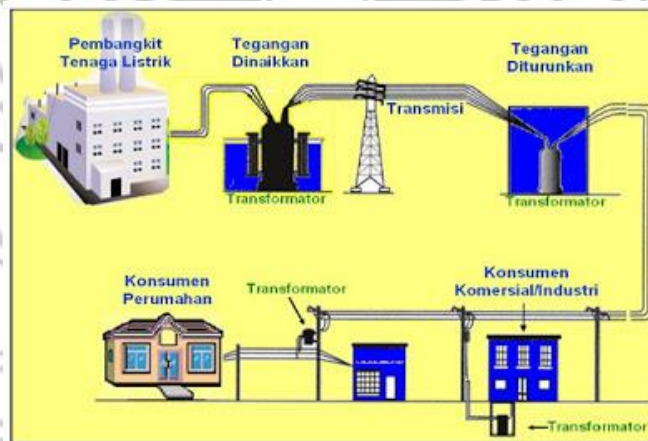 Pembangkit
Tenaga Listrik
Tegangan
Dinaikkan
Tegangan
Diturunkan
Transmisi
Transformator
Transformator
Konsumen
Perumahan
Transformator
Konsumen
Komersial/Industri
Transformator